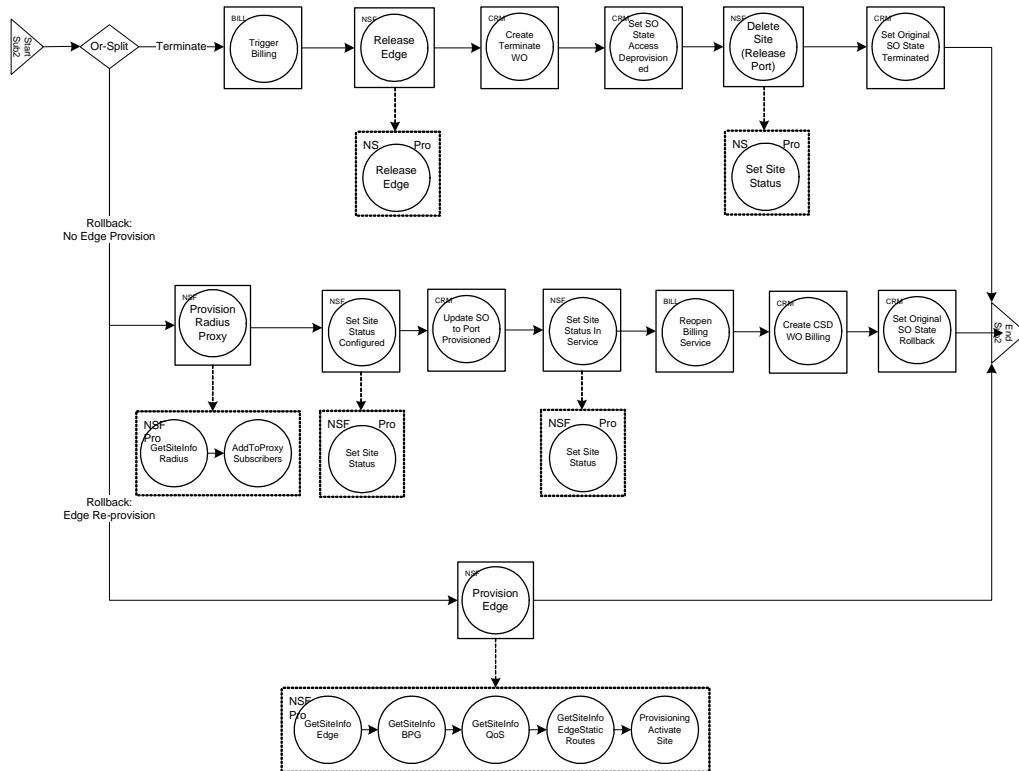 Start
Sub2
Or-Split
Terminate
BILL
Trigger
Billing
NSF
Release
Edge
CRM
Create
Terminate
WO
CRM
Set SO
State
Access
Deprovision
ed
NSF
Delete
Site
(Release
Port)
CRM
Set Original
SO State
Terminated
NS Pro
Release
Edge
NS Pro
Set Site
Status
Rollback:
No Edge Provision
NSF
Provision
Radius
Proxy
NSF
Set Site
Status
Configured
CRM
Update SO
to Port
Provisioned
NSF
Set Site
Status In
Service
BILL
Reopen
Billing
Service
CRM
Create CSD
WO Billing
CRM
Set Original
SO State
Rollback
End
Sub2
NSF
Pro
GetSiteInfo
Radius
AddToProxy
Subscribers
NSF Pro
Set Site
Status
NSF Pro
Set Site
Status
Rollback:
Edge Re-provision
NSF
Provision
Edge
NSF
Pro
GetSiteInfo
Edge
GetSiteInfo
BPG
GetSiteInfo
QoS
GetSiteInfo
EdgeStatic
Routes
Provisioning
Activate
Site